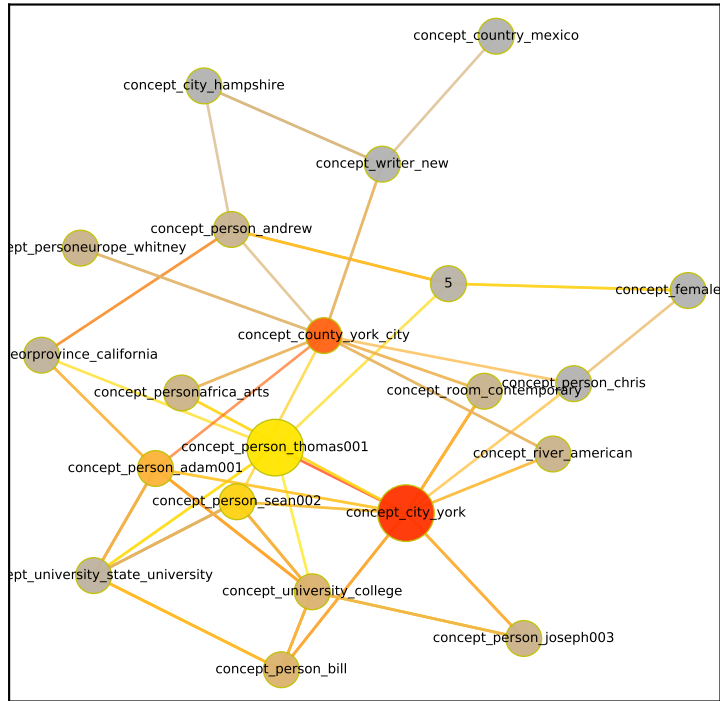 concept_country_mexico
concept_city_hampshire
concept_writer_new
concept_person_andrew
ept_personeurope_whitney
5
concept_female
concept_county_york_city
eorprovince_california
concept_person_chris
concept_personafrica_arts
concept_room_contemporary
concept_person_thomas001
concept_river_american
concept_person_adam001
concept_person_sean002
concept_city_york
ept_university_state_university
concept_university_college
concept_person_joseph003
concept_person_bill